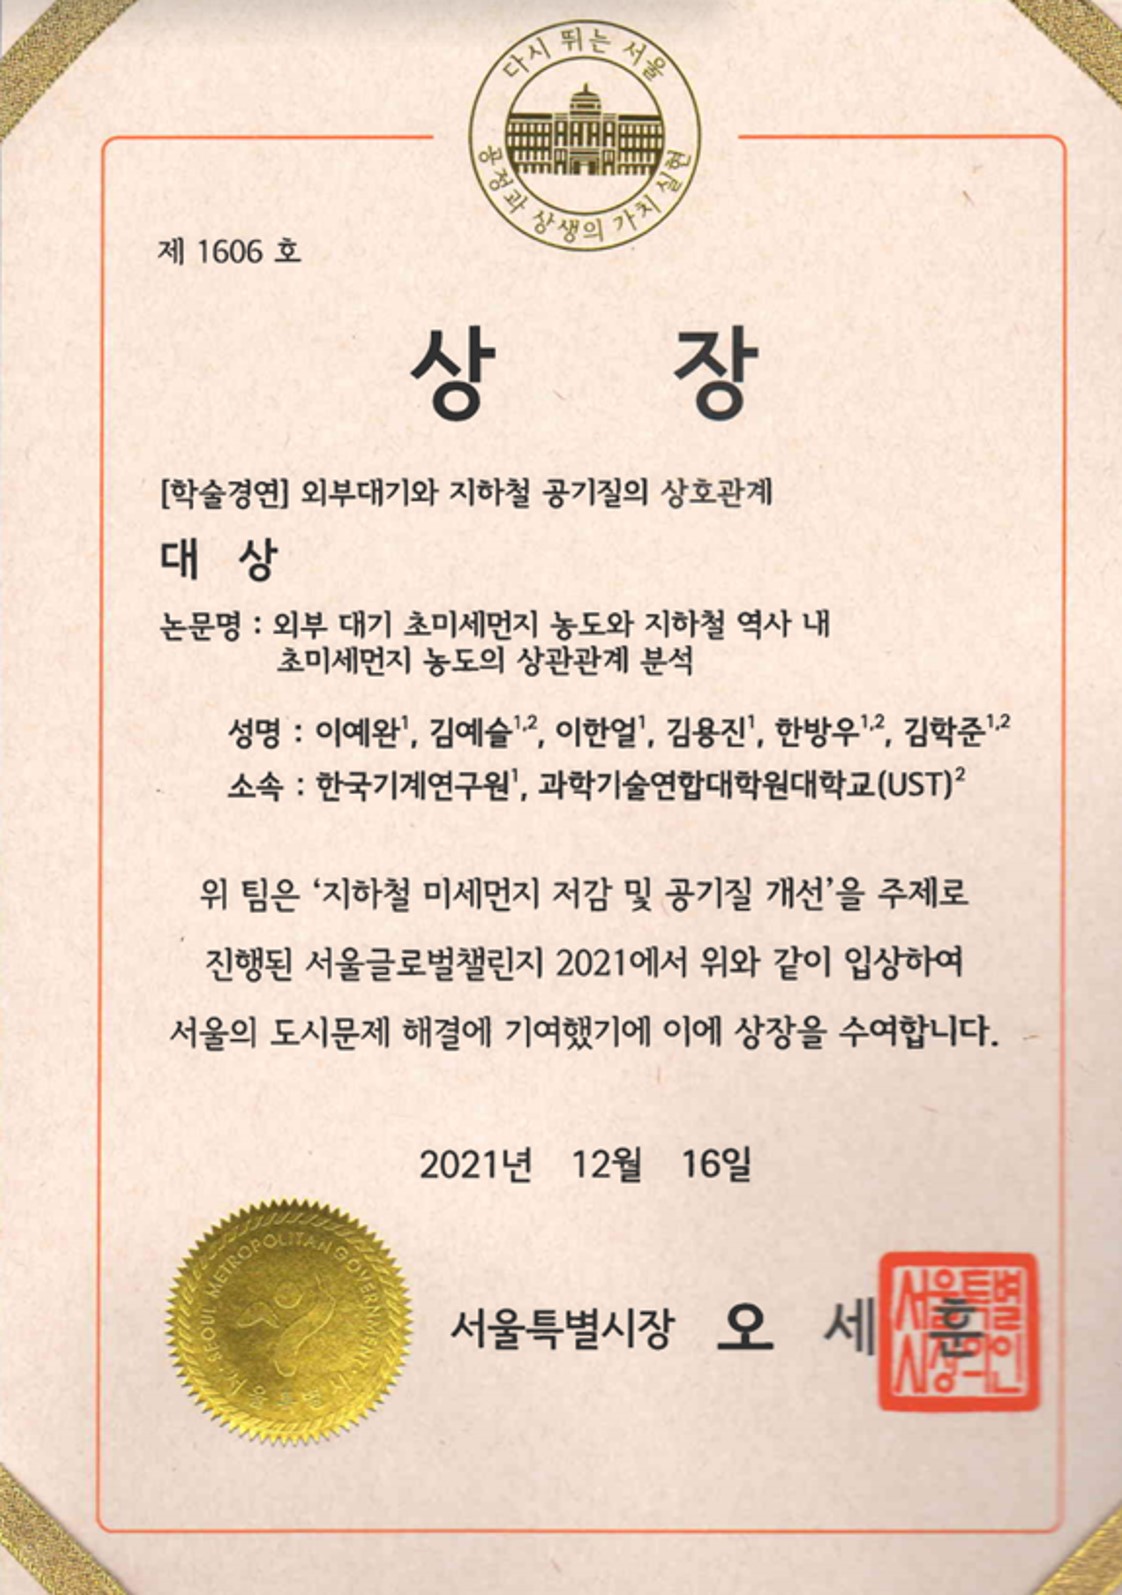 다시 뛰는 서울
공정과 상생의 가치 실현
제 1606 호
상 장
[학술경연] 외부대기와 지하철 공기질의 상호관계
대 상
논문명 : 외부 대기 초미세먼지 농도와 지하철 역사 내
초미세먼지 농도의 상관관계 분석
성명 : 이예완¹, 김예슬¹,², 이한얼¹, 김용진¹, 한방우¹,², 김학준¹,²
소속 : 한국기계연구원¹, 과학기술연합대학원대학교(UST)²
위 팀은 ‘지하철 미세먼지 저감 및 공기질 개선’을 주제로
진행된 서울글로벌챌린지 2021에서 위와 같이 입상하여
서울의 도시문제 해결에 기여했기에 이에 상장을 수여합니다.
2021년 12월 16일
SEOUL METROPOLITAN GOVERNMENT
서울특별시
서울특별시장 오 세 훈
서울특별
시장의인